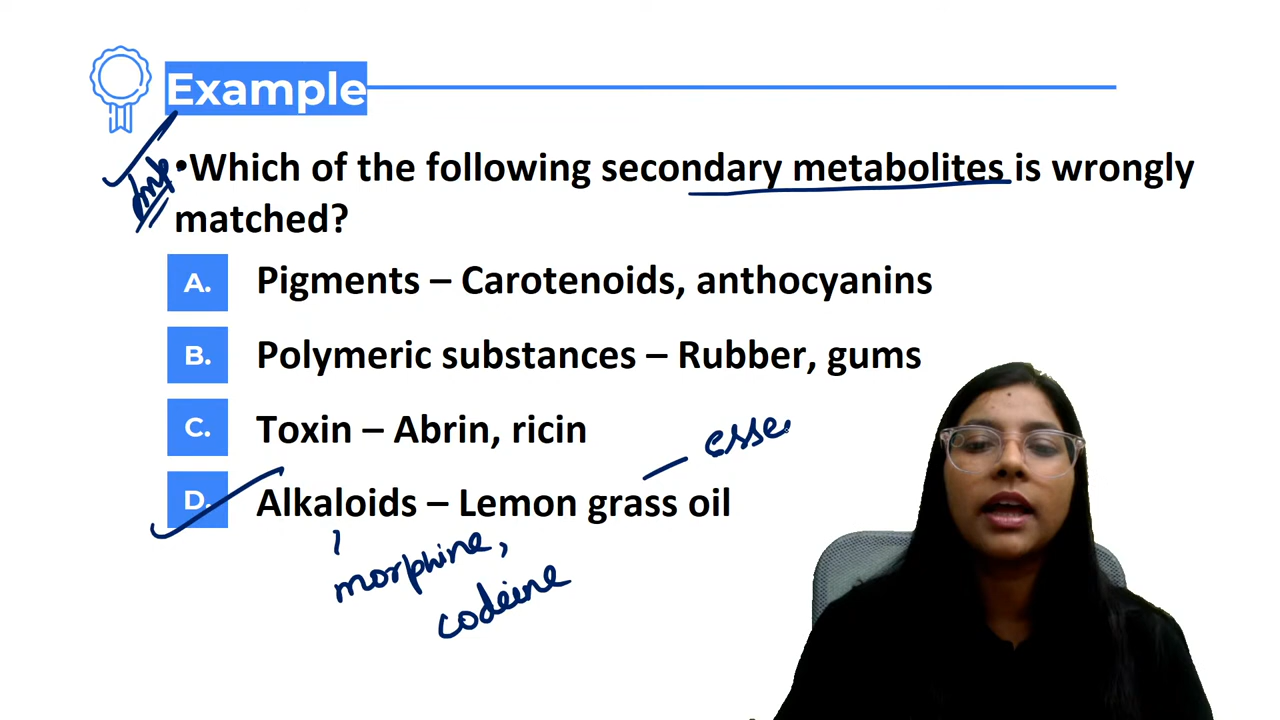 Example
Imp
•Which of the following secondary metabolites is wrongly
matched?
A. Pigments – Carotenoids, anthocyanins
B. Polymeric substances – Rubber, gums
C. Toxin – Abrin, ricin
esse
D. Alkaloids – Lemon grass oil
morphine,
codeine